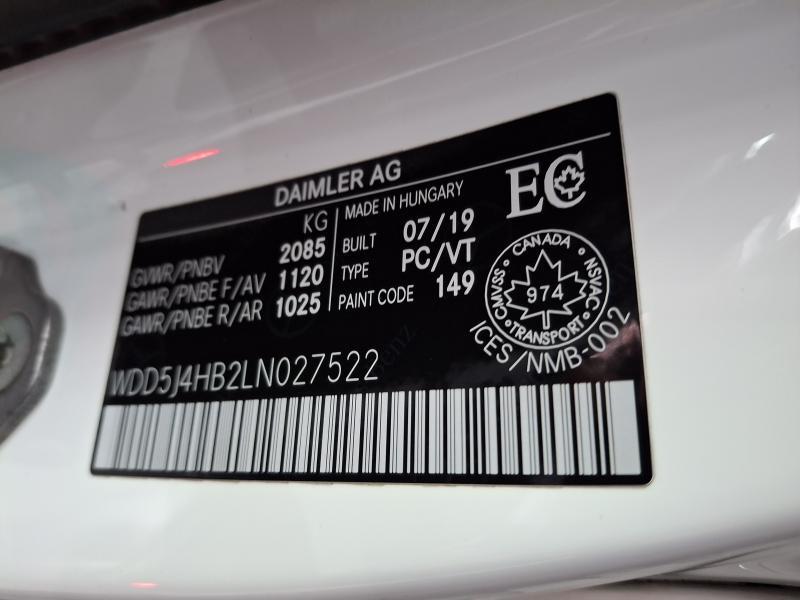 DAIMLER AG
KG
GVWR/PNBV 2085
GAWR/PNBE F/AV 1120
GAWR/PNBE R/AR 1025
MADE IN HUNGARY
BUILT 07/19
TYPE PC/VT
PAINT CODE 149
EC
CANADA
CMVSS
NSVAC
974
TRANSPORT
ICES/NMB-002
WDD5J4HB2LN027522